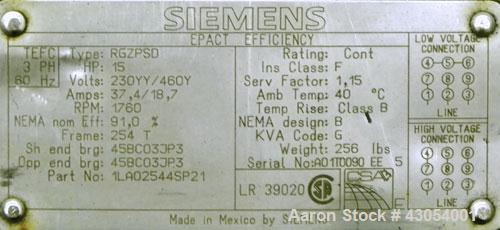 SIEMENS
EPACT EFFICIENCY
TEFC Type: RGZPSD
3 PH HP: 15
60 Hz Volts: 230YY/460Y
Amps: 37,4/18,7
RPM: 1760
NEMA nom Eff: 91,0 %
Frame: 254 T
Sh end brg: 45BC03JP3
Opp end brg: 45BC03JP3
Part No: 1LA02544SP21
Rating: Cont
Ins Class: F
Serv Factor: 1,15
Amb Temp: 40 °C
Temp Rise: Class B
NEMA design: B
KVA Code: G
Weight: 256 lbs
Serial No: A01T0090 EE 5
LR 39020
CSA
E
LOW VOLTAGE
CONNECTION
4 5 6
7 8 9
1 2 3
LINE
HIGH VOLTAGE
CONNECTION
4 5 6
7 8 9
1 2 3
LINE
Made in Mexico by SIEMENS
Aaron Stock # 43054001